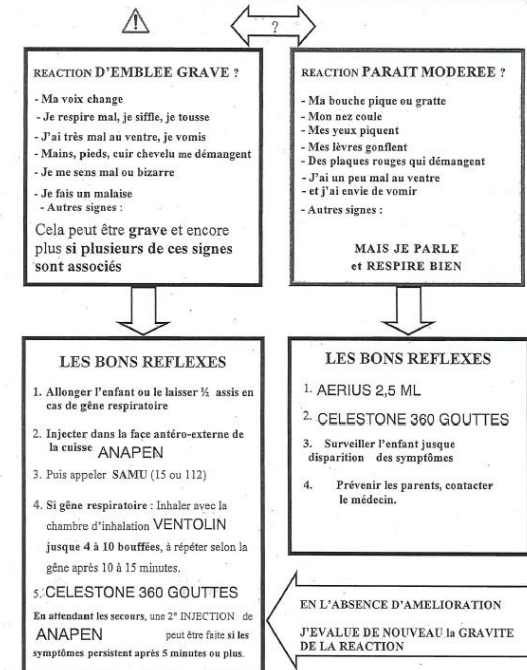 ?
REACTION D'EMBLEE GRAVE ?
- Ma voix change
- Je respire mal, je siffle, je tousse
- J'ai très mal au ventre, je vomis
- Mains, pieds, cuir chevelu me démangent
- Je me sens mal ou bizarre
- Je fais un malaise
- Autres signes :
Cela peut être grave et encore
plus si plusieurs de ces signes
sont associés
REACTION PARAIT MODEREE ?
- Ma bouche pique ou gratte
- Mon nez coule
- Mes yeux piquent
- Mes lèvres gonflent
- Des plaques rouges qui démangent
- J'ai un peu mal au ventre
- et j'ai envie de vomir
- Autres signes :
MAIS JE PARLE
et RESPIRE BIEN
LES BONS REFLEXES
1. Allonger l'enfant ou le laisser ½ assis en
cas de gêne respiratoire
2. Injecter dans la façe antéro-externe de
la cuisse ANAPEN
3. Puis appeler SAMU (15 ou 112)
4. Si gêne respiratoire : Inhaler avec la
chambre d'inhalation VENTOLIN
jusque 4 à 10 bouffées, à répéter selon la
gêne après 10 à 15 minutes.
5. CELESTONE 360 GOUTTES
En attendant les secours, une 2° INJECTION de
ANAPEN peut être faite si les
symptômes persistent après 5 minutes ou plus.
LES BONS REFLEXES
1. AERIUS 2,5 ML
2. CELESTONE 360 GOUTTES
3. Surveiller l'enfant jusque
disparition des symptômes
4. Prévenir les parents, contacter
le médecin.
EN L'ABSENCE D'AMELIORATION
J'EVALUE DE NOUVEAU la GRAVITE
DE LA REACTION